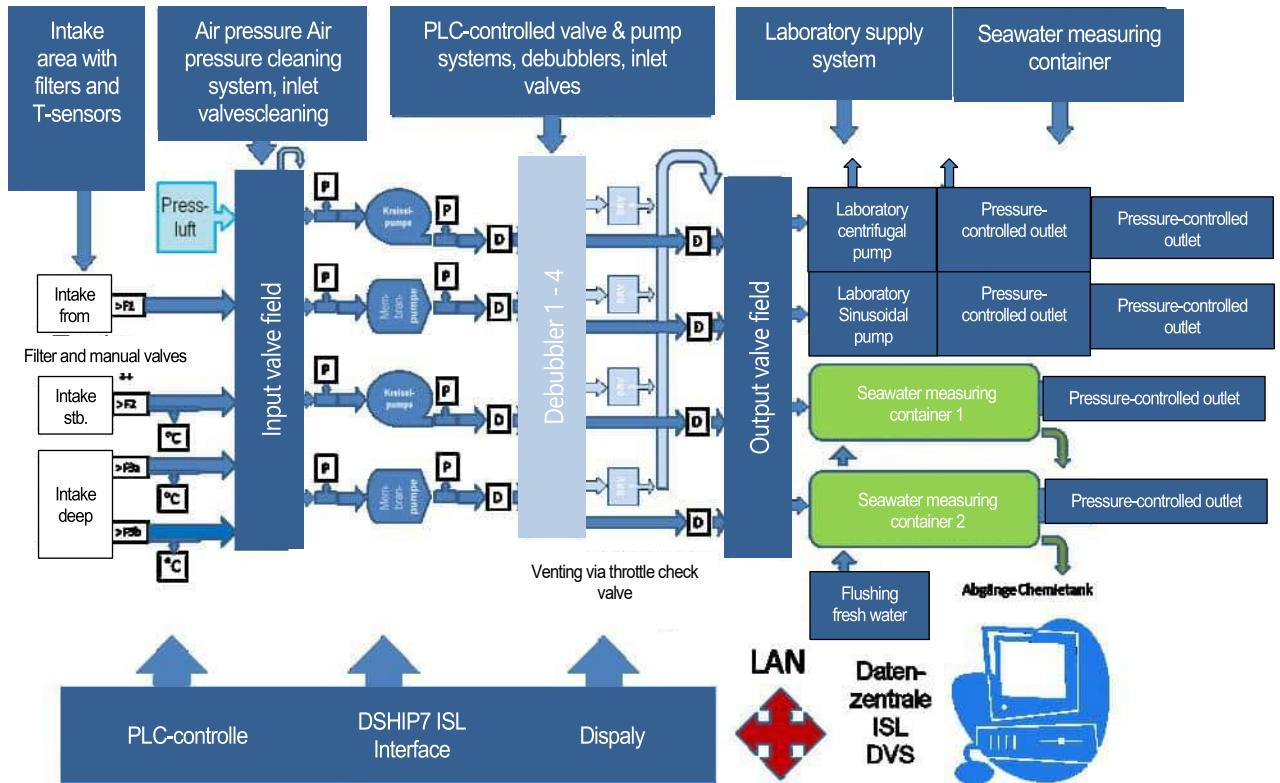 Intake
area with
filters and
T-sensors
Air pressure Air
pressure cleaning
system, inlet
valvescleaning
PLC-controlled valve & pump
systems, debubblers, inlet
valves
Laboratory supply
system
Seawater measuring
container
Press-
luft
Intake
from
>F1
Filter and manual valves
Intake
stb.
>F2
°C
Intake
deep
>F3a
°C
>F3b
°C
Input valve field
P
Kreisel-
pumpe
P
D
P
Mem-
bran-
pumpe
P
D
P
Kreisel-
pumpe
P
D
P
Mem-
bran-
pumpe
P
D
Debubbler 1 - 4
D
D
D
D
Venting via throttle check
valve
Output valve field
Laboratory
centrifugal
pump
Pressure-
controlled outlet
Pressure-controlled
outlet
Laboratory
Sinusoidal
pump
Pressure-
controlled outlet
Pressure-controlled
outlet
Seawater measuring
container 1
Pressure-controlled outlet
Seawater measuring
container 2
Pressure-controlled outlet
Flushing
fresh water
Abgänge Chemietank
PLC-controlle
DSHIP7 ISL
Interface
Dispaly
LAN
Daten-
zentrale
ISL
DVS